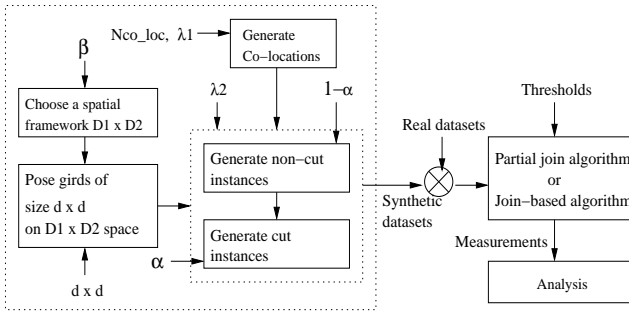 Nco_loc, λ1
Generate
Co−locations
β
λ2
1−α
Choose a spatial
framework D1 x D2
Thresholds
Real datasets
Pose girds of
size d x d
on D1 x D2 space
Generate non−cut
instances
Partial join algorithm
or
Join−based algorithm
Synthetic
datasets
Generate cut
instances
α
Measurements
d x d
Analysis